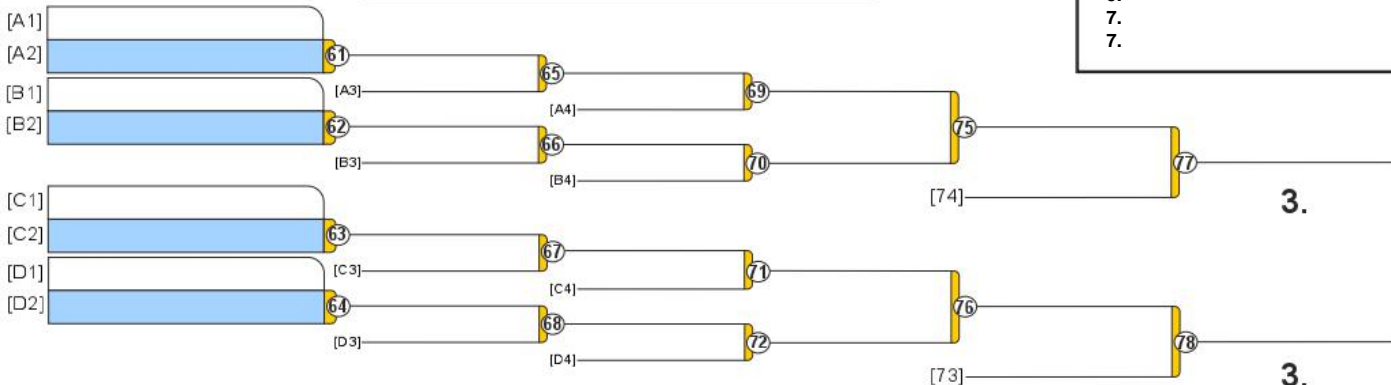 7.
7.
[A1]
[A2]
61
[A3]
65
[A4]
69
[B1]
[B2]
62
[B3]
66
[B4]
70
75
[74]
77
3.
[C1]
[C2]
63
[C3]
67
[C4]
71
[D1]
[D2]
64
[D3]
68
[D4]
72
76
[73]
78
3.